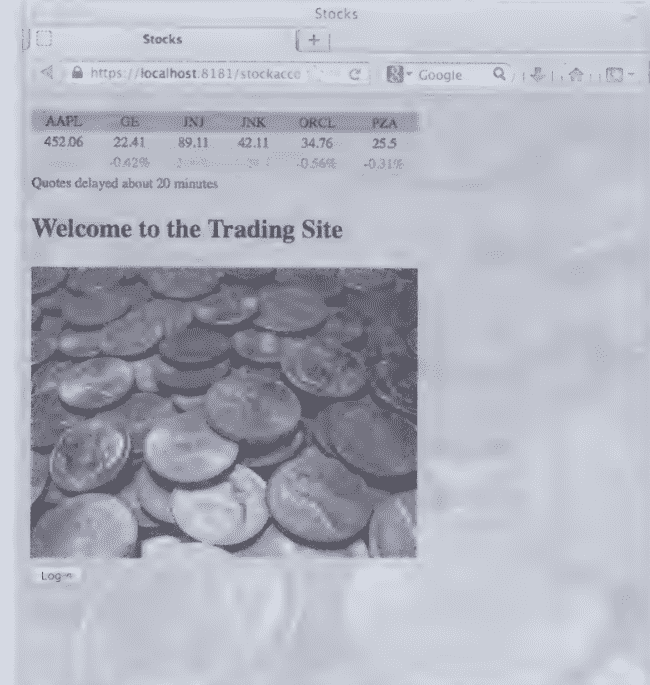 Stocks
Stocks +
https://localhost:8181/stockacco Google
AAPL GE JNJ JNK ORCL PZA
452.06 22.41 89.11 42.11 34.76 25.5
-0.42% -0.56% -0.31%
Quotes delayed about 20 minutes
Welcome to the Trading Site